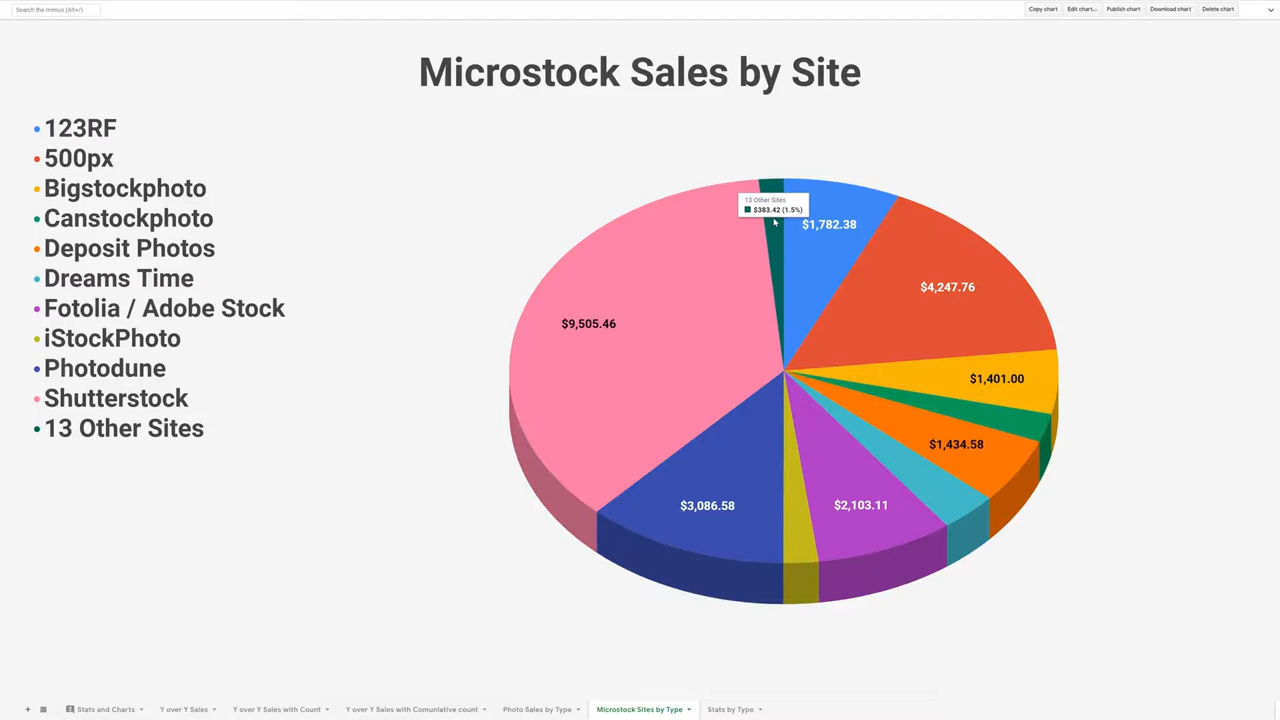 Search the menus (Alt+/)
Copy chart Edit chart... Publish chart Download chart Delete chart
Microstock Sales by Site
123RF
500px
Bigstockphoto
Canstockphoto
Deposit Photos
Dreams Time
Fotolia / Adobe Stock
iStockPhoto
Photodune
Shutterstock
13 Other Sites
13 Other Sites
$383.42 (1.5%)
$1,782.38
$4,247.76
$9,505.46
$1,401.00
$1,434.58
$3,086.58
$2,103.11
Stats and Charts Y over Y Sales Y over Y Sales with Count Y over Y Sales with Comunlative count Photo Sales by Type Microstock Sites by Type Stats by Type